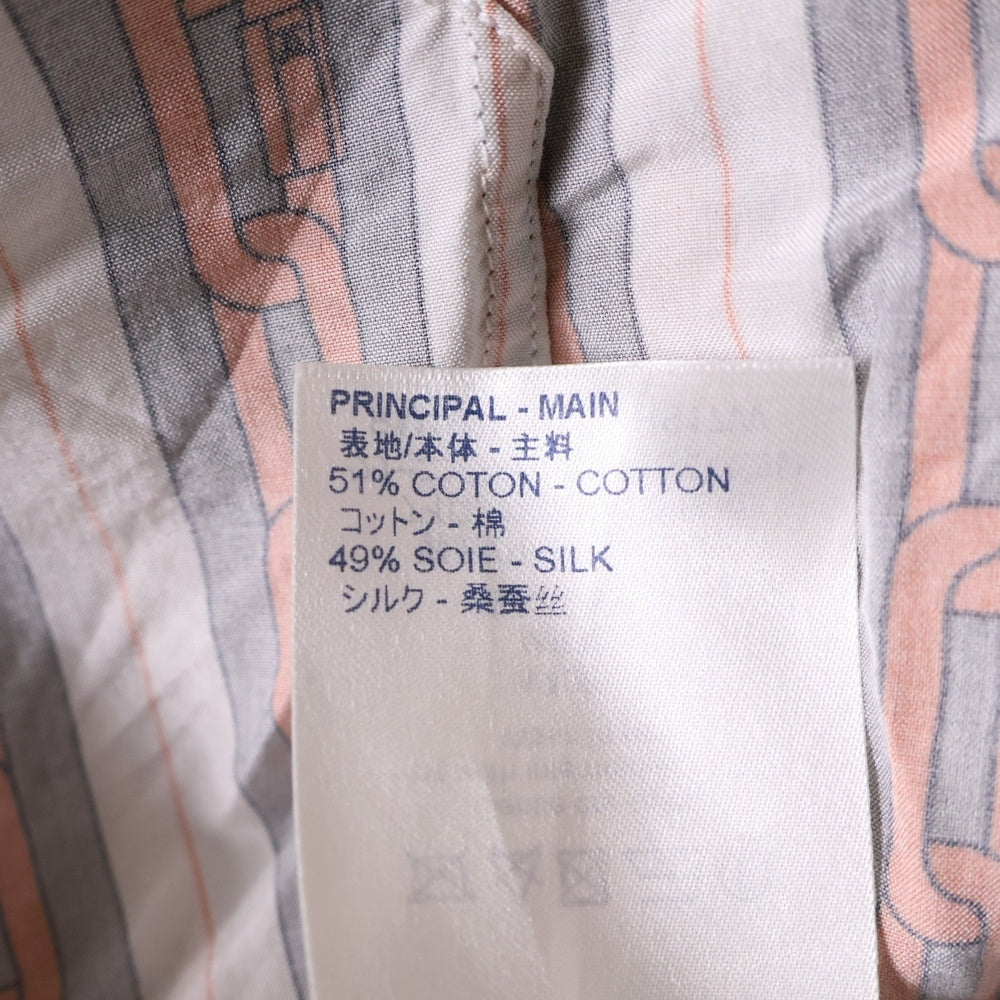 PRINCIPAL - MAIN
表地/本体 - 主料
51% COTON - COTTON
コットン - 棉
49% SOIE - SILK
シルク - 桑蚕丝